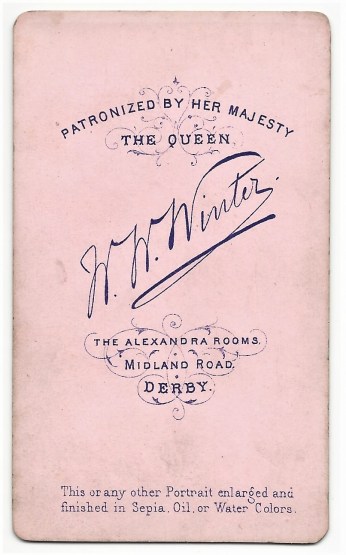 PATRONIZED BY HER MAJESTY
THE QUEEN.
W. W. Winter.
THE ALEXANDRA ROOMS.
MIDLAND ROAD.
DERBY.
This or any other Portrait enlarged and
finished in Sepia, Oil, or Water Colors.